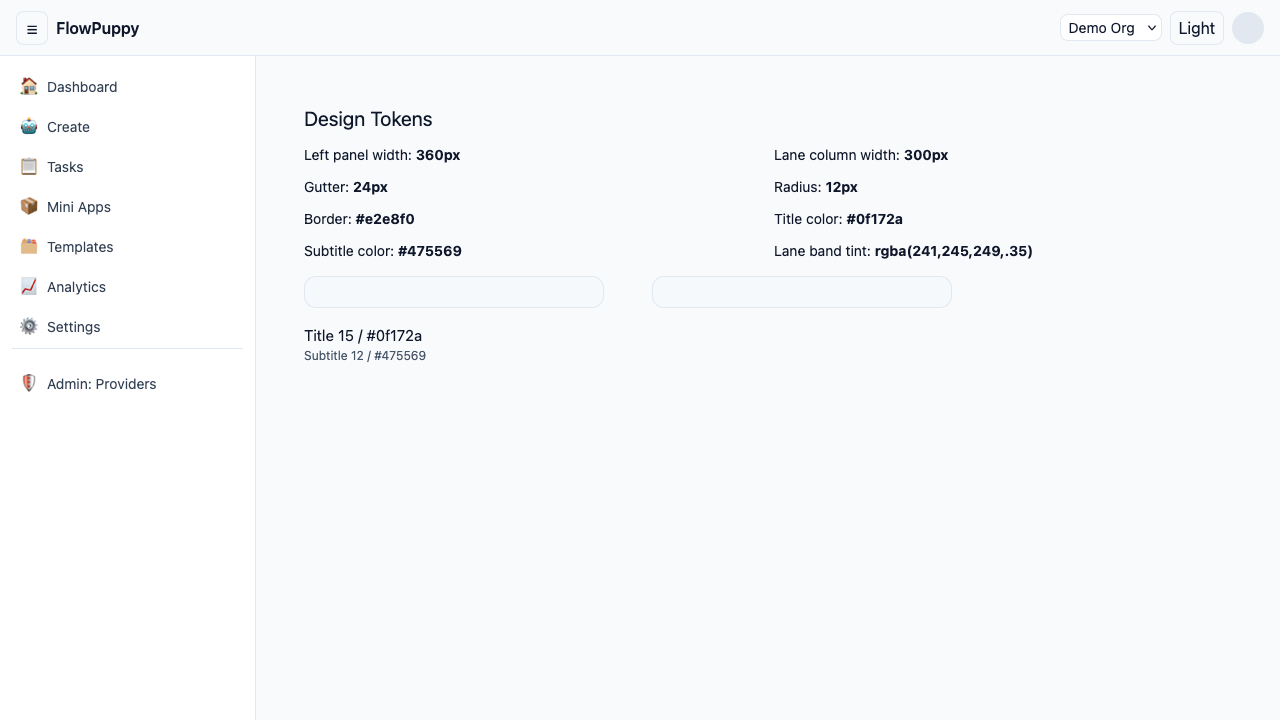 ≡ FlowPuppy
Demo Org
Light
Dashboard
Create
Tasks
Mini Apps
Templates
Analytics
Settings
Admin: Providers
Design Tokens
Left panel width: 360px
Lane column width: 300px
Gutter: 24px
Radius: 12px
Border: #e2e8f0
Title color: #0f172a
Subtitle color: #475569
Lane band tint: rgba(241,245,249,.35)
Title 15 / #0f172a
Subtitle 12 / #475569